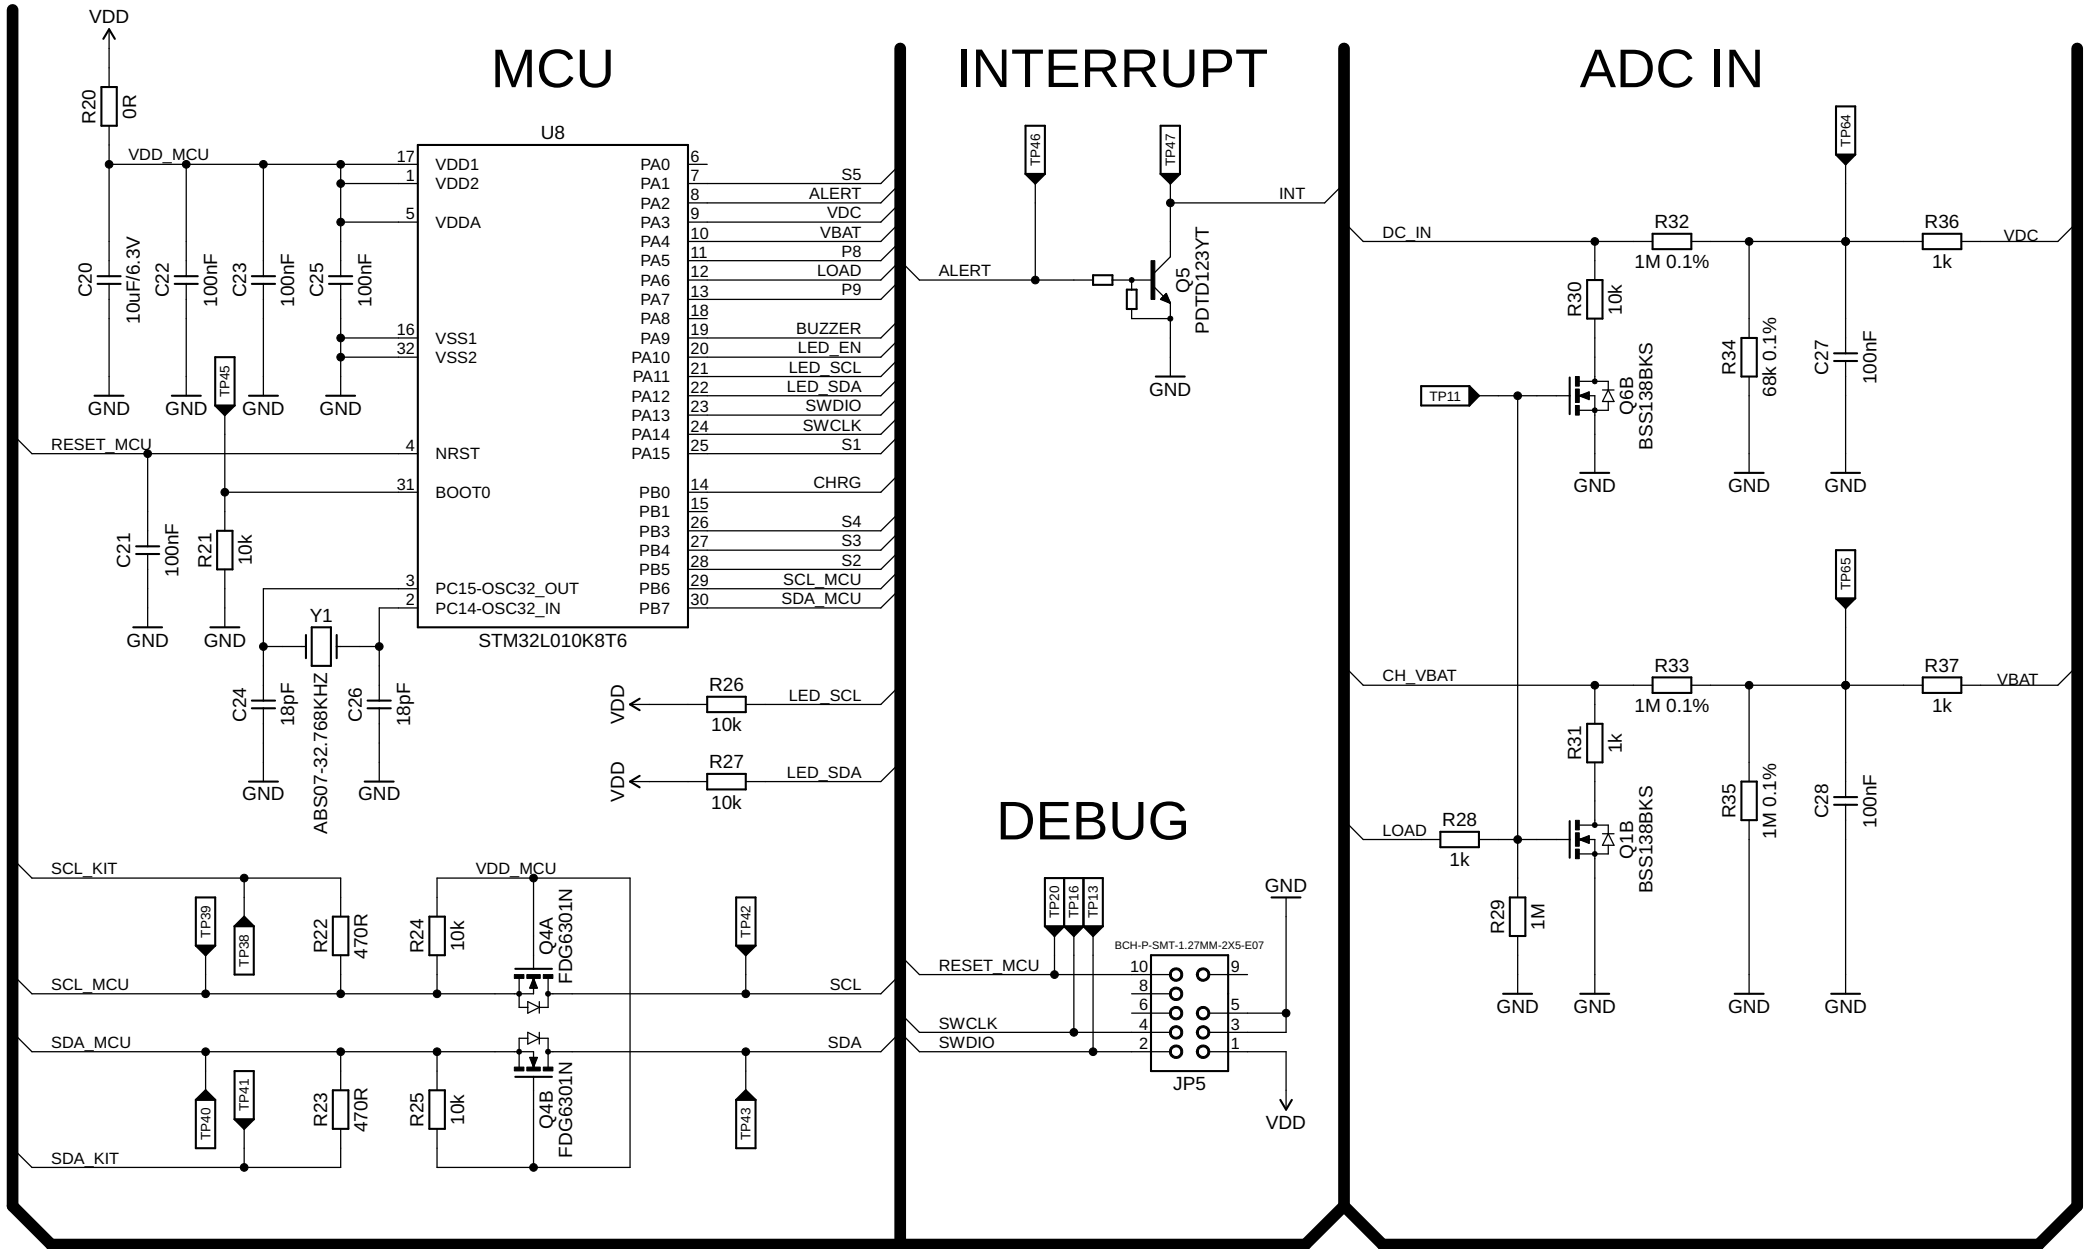 MCU
INTERRUPT
ADC IN
DEBUG
VDD
R20
0R
VDD_MCU
C20
10uF/6.3V
C22
100nF
C23
100nF
C25
100nF
GND
GND
GND
GND
TP45
RESET_MCU
C21
100nF
R21
10k
GND
GND
U8
17 VDD1
1 VDD2
5 VDDA
16 VSS1
32 VSS2
4 NRST
31 BOOT0
3 PC15-OSC32_OUT
2 PC14-OSC32_IN
PA0 6
PA1 7 S5
PA2 8 ALERT
PA3 9 VDC
PA4 10 VBAT
PA5 11 P8
PA6 12 LOAD
PA7 13 P9
PA8 18
PA9 19 BUZZER
PA10 20 LED_EN
PA11 21 LED_SCL
PA12 22 LED_SDA
PA13 23 SWDIO
PA14 24 SWCLK
PA15 25 S1
PB0 14 CHRG
PB1 15
PB3 26 S4
PB4 27 S3
PB5 28 S2
PB6 29 SCL_MCU
PB7 30 SDA_MCU
STM32L010K8T6
Y1
ABS07-32.768KHZ
C24
18pF
C26
18pF
GND
GND
VDD
R26
10k
LED_SCL
VDD
R27
10k
LED_SDA
SCL_KIT
TP39
TP38
R22
470R
R24
10k
VDD_MCU
Q4A
FDG6301N
TP42
SCL_MCU
SCL
SDA_MCU
SDA
TP40
TP41
R23
470R
R25
10k
Q4B
FDG6301N
TP43
SDA_KIT
TP46
TP47
INT
ALERT
Q5
PDTD123YT
GND
TP20
TP16
TP13
GND
BCH-P-SMT-1.27MM-2X5-E07
RESET_MCU
10 9
8
6 5
SWCLK
4 3
SWDIO
2 1
JP5
VDD
TP64
DC_IN
R32
1M 0.1%
R36
1k
VDC
R30
10k
R34
68k 0.1%
C27
100nF
TP11
Q6B
BSS138BKS
GND
GND
GND
TP65
CH_VBAT
R33
1M 0.1%
R37
1k
VBAT
R31
1k
R35
1M 0.1%
C28
100nF
LOAD
R28
1k
Q1B
BSS138BKS
R29
1M
GND
GND
GND
GND